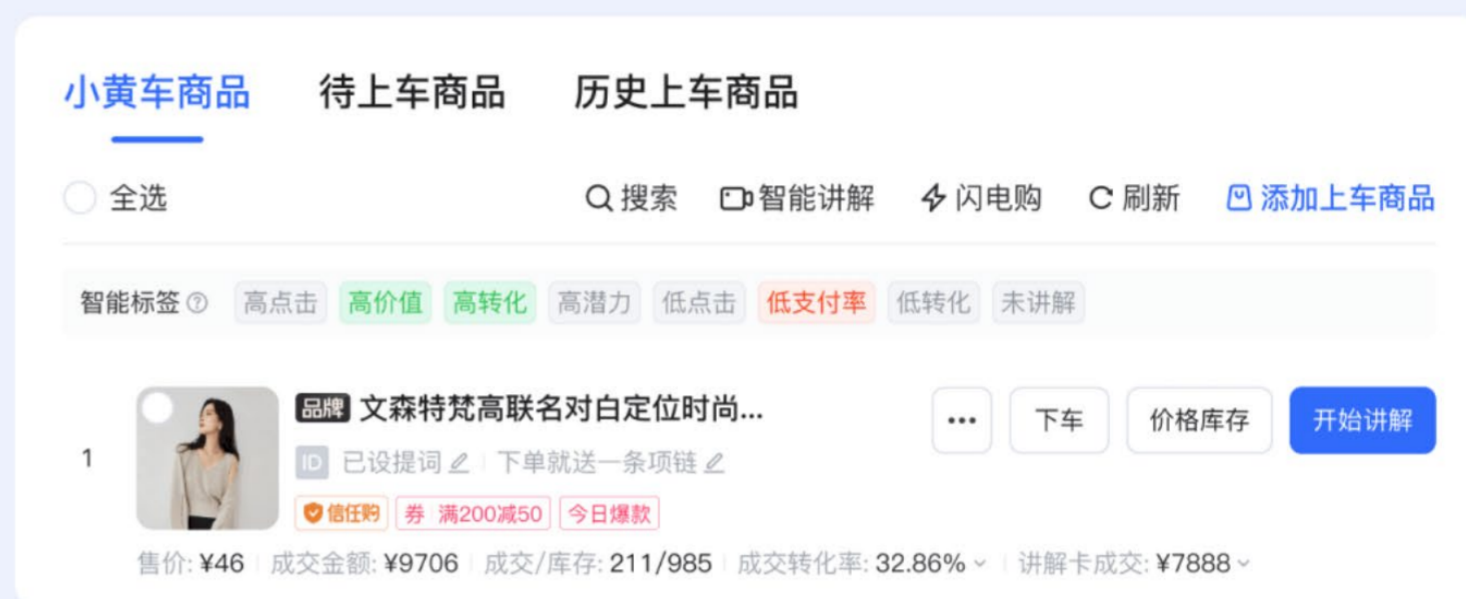 小黄车商品 待上车商品 历史上车商品
全选 搜索 智能讲解 闪电购 刷新 添加上车商品
智能标签 ? 高点击 高价值 高转化 高潜力 低点击 低支付率 低转化 未讲解
品牌 文森特梵高联名对白定位时尚... ... 下车 价格库存 开始讲解
1 ID 已设提词 下单就送一条项链
信任购 券 满200减50 今日爆款
售价: ¥46 成交金额: ¥9706 成交/库存: 211/985 成交转化率: 32.86% 讲解卡成交: ¥7888